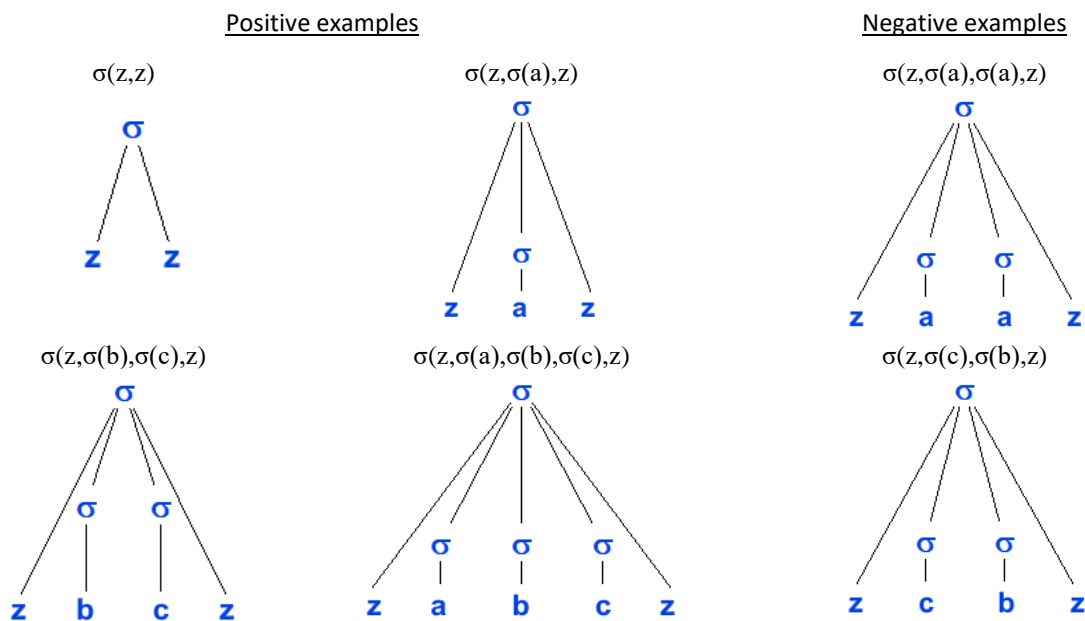 Positive examples
Negative examples
σ(z,z)
σ(z,σ(a),z)
σ(z,σ(a),σ(a),z)
σ
σ
σ
z z
σ
σ σ
z a z
z a a z
σ(z,σ(b),σ(c),z)
σ(z,σ(a),σ(b),σ(c),z)
σ(z,σ(c),σ(b),z)
σ
σ
σ
σ σ
σ σ σ
σ σ
z b c z
z a b c z
z c b z